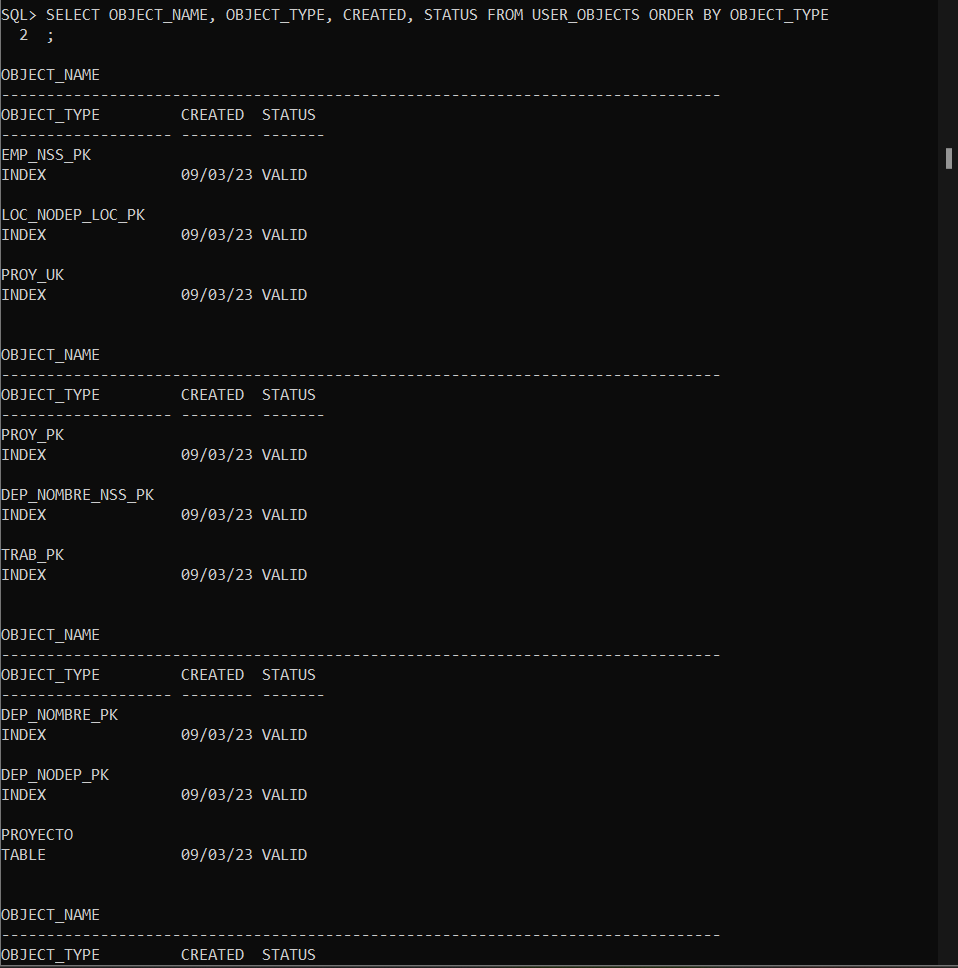 SQL> SELECT OBJECT_NAME, OBJECT_TYPE, CREATED, STATUS FROM USER_OBJECTS ORDER BY OBJECT_TYPE
  2  ;

OBJECT_NAME
--------------------------------------------------------------------------------
OBJECT_TYPE         CREATED  STATUS
------------------- -------- -------
EMP_NSS_PK
INDEX               09/03/23 VALID

LOC_NODEP_LOC_PK
INDEX               09/03/23 VALID

PROY_UK
INDEX               09/03/23 VALID


OBJECT_NAME
--------------------------------------------------------------------------------
OBJECT_TYPE         CREATED  STATUS
------------------- -------- -------
PROY_PK
INDEX               09/03/23 VALID

DEP_NOMBRE_NSS_PK
INDEX               09/03/23 VALID

TRAB_PK
INDEX               09/03/23 VALID


OBJECT_NAME
--------------------------------------------------------------------------------
OBJECT_TYPE         CREATED  STATUS
------------------- -------- -------
DEP_NOMBRE_PK
INDEX               09/03/23 VALID

DEP_NODEP_PK
INDEX               09/03/23 VALID

PROYECTO
TABLE               09/03/23 VALID


OBJECT_NAME
--------------------------------------------------------------------------------
OBJECT_TYPE         CREATED  STATUS